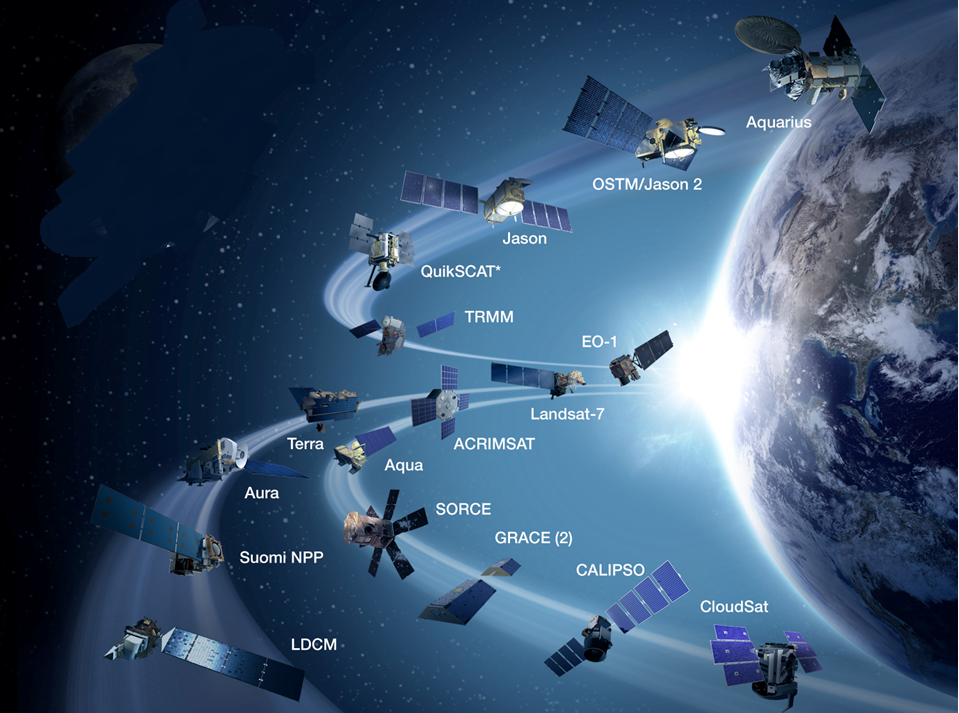 Aquarius
OSTM/Jason 2
Jason
QuikSCAT*
TRMM
EO-1
Landsat-7
Terra
ACRIMSAT
Aqua
Aura
SORCE
GRACE (2)
Suomi NPP
CALIPSO
CloudSat
LDCM